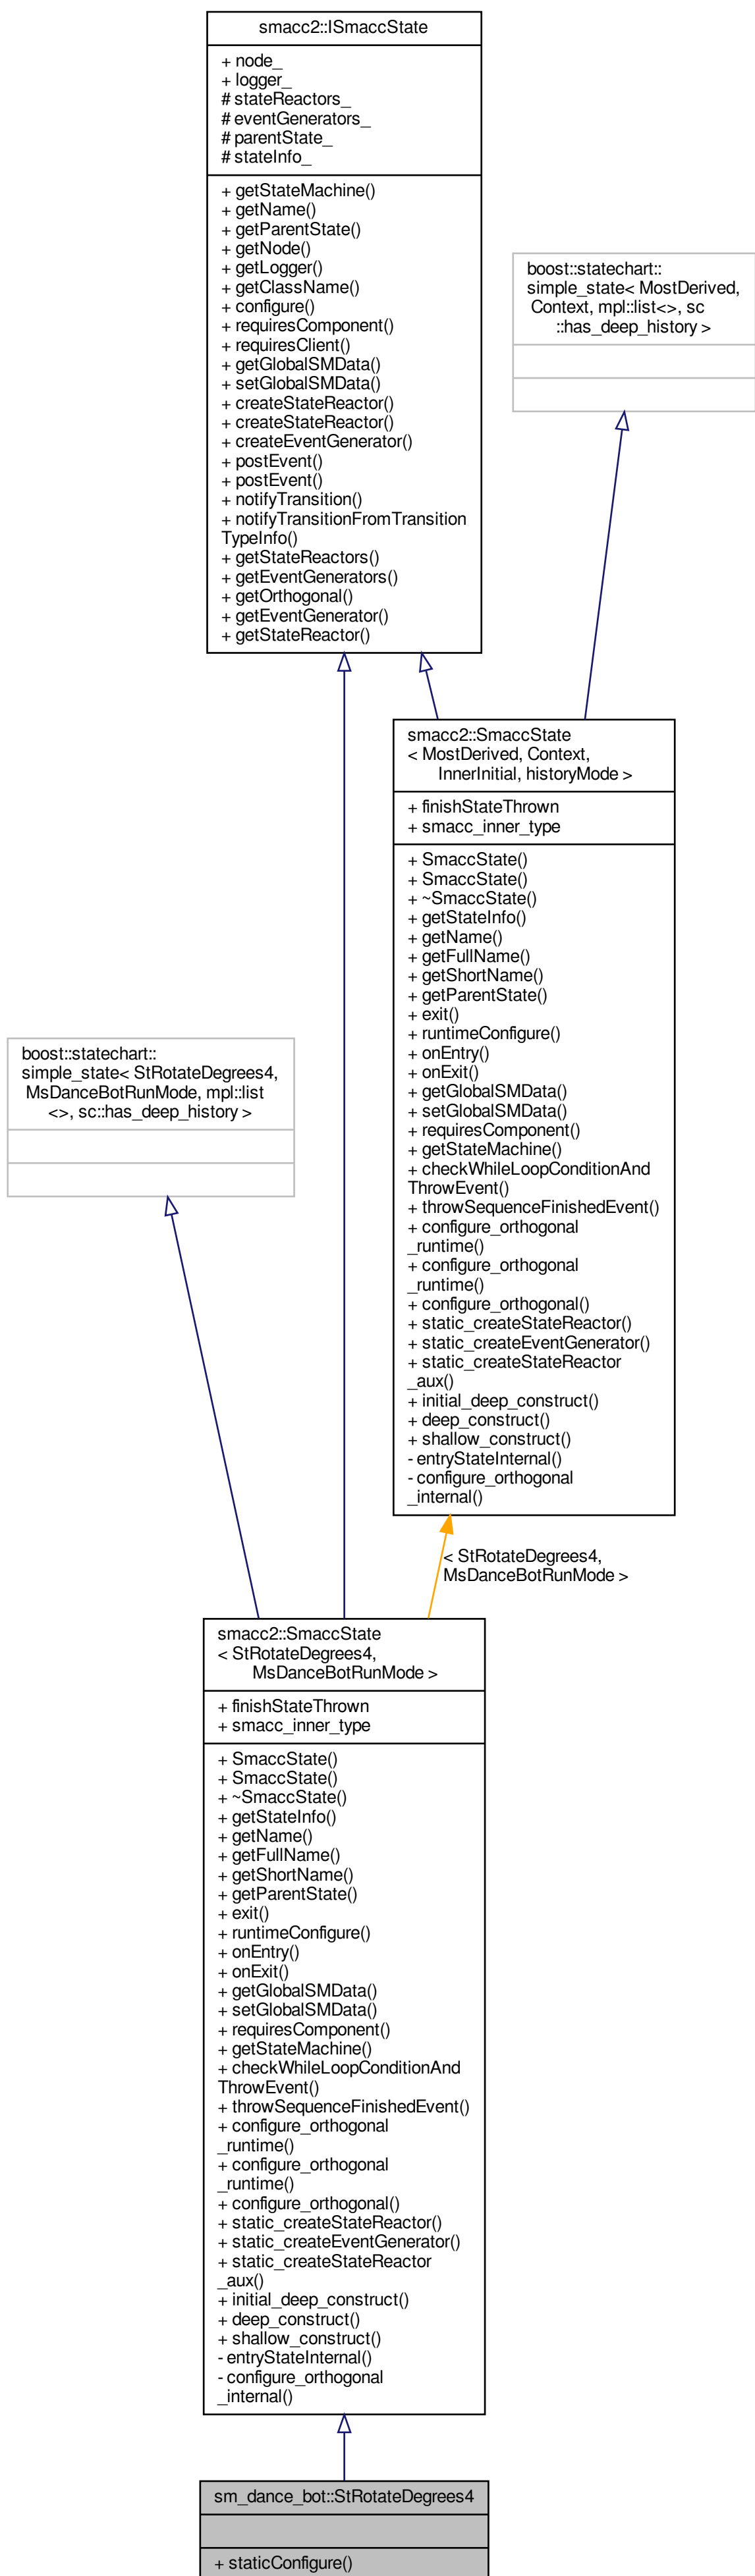 smacc2::ISmaccState
+ node_
+ logger_
# stateReactors_
# eventGenerators_
# parentState_
# stateInfo_
+ getStateMachine()
+ getName()
+ getParentState()
+ getNode()
+ getLogger()
+ getClassName()
+ configure()
+ requiresComponent()
+ requiresClient()
+ getGlobalSMData()
+ setGlobalSMData()
+ createStateReactor()
+ createStateReactor()
+ createEventGenerator()
+ postEvent()
+ postEvent()
+ notifyTransition()
+ notifyTransitionFromTransition
TypeInfo()
+ getStateReactors()
+ getEventGenerators()
+ getOrthogonal()
+ getEventGenerator()
+ getStateReactor()
boost::statechart::
simple_state< MostDerived,
Context, mpl::list<>, sc
::has_deep_history >
smacc2::SmaccState
< MostDerived, Context,
InnerInitial, historyMode >
+ finishStateThrown
+ smacc_inner_type
+ SmaccState()
+ SmaccState()
+ ~SmaccState()
+ getStateInfo()
+ getName()
+ getFullName()
+ getShortName()
+ getParentState()
+ exit()
+ runtimeConfigure()
+ onEntry()
+ onExit()
+ getGlobalSMData()
+ setGlobalSMData()
+ requiresComponent()
+ getStateMachine()
+ checkWhileLoopConditionAnd
ThrowEvent()
+ throwSequenceFinishedEvent()
+ configure_orthogonal
_runtime()
+ configure_orthogonal
_runtime()
+ configure_orthogonal()
+ static_createStateReactor()
+ static_createEventGenerator()
+ static_createStateReactor
_aux()
+ initial_deep_construct()
+ deep_construct()
+ shallow_construct()
- entryStateInternal()
- configure_orthogonal
_internal()
boost::statechart::
simple_state< StRotateDegrees4,
MsDanceBotRunMode, mpl::list
<>, sc::has_deep_history >
< StRotateDegrees4,
MsDanceBotRunMode >
smacc2::SmaccState
< StRotateDegrees4,
MsDanceBotRunMode >
+ finishStateThrown
+ smacc_inner_type
+ SmaccState()
+ SmaccState()
+ ~SmaccState()
+ getStateInfo()
+ getName()
+ getFullName()
+ getShortName()
+ getParentState()
+ exit()
+ runtimeConfigure()
+ onEntry()
+ onExit()
+ getGlobalSMData()
+ setGlobalSMData()
+ requiresComponent()
+ getStateMachine()
+ checkWhileLoopConditionAnd
ThrowEvent()
+ throwSequenceFinishedEvent()
+ configure_orthogonal
_runtime()
+ configure_orthogonal
_runtime()
+ configure_orthogonal()
+ static_createStateReactor()
+ static_createEventGenerator()
+ static_createStateReactor
_aux()
+ initial_deep_construct()
+ deep_construct()
+ shallow_construct()
- entryStateInternal()
- configure_orthogonal
_internal()
sm_dance_bot::StRotateDegrees4
+ staticConfigure()